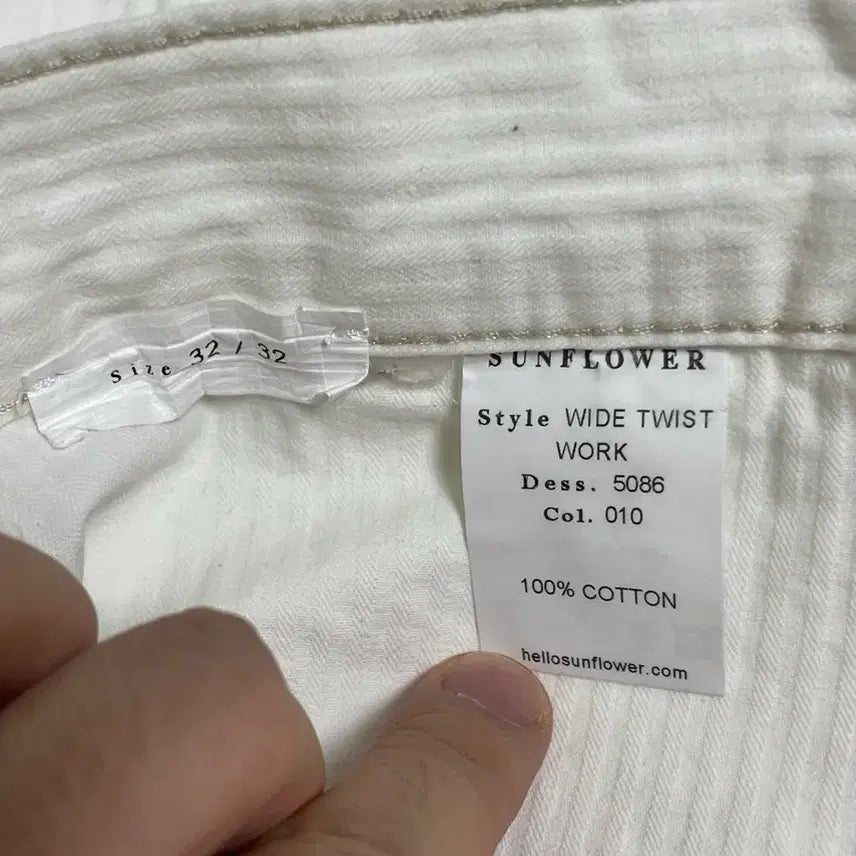 Size 32 / 32
SUNFLOWER
Style WIDE TWIST
WORK
Dess. 5086
Col. 010
100% COTTON
hellosunflower.com